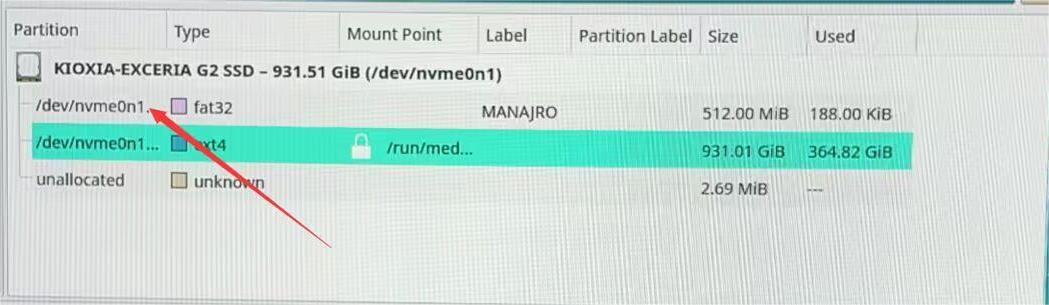 Partition Type Mount Point Label Partition Label Size Used
KIOXIA-EXCERIA G2 SSD – 931.51 GiB (/dev/nvme0n1)
/dev/nvme0n1... fat32 MANAJRO 512.00 MiB 188.00 KiB
/dev/nvme0n1... ext4 /run/med... 931.01 GiB 364.82 GiB
unallocated unknown 2.69 MiB ---